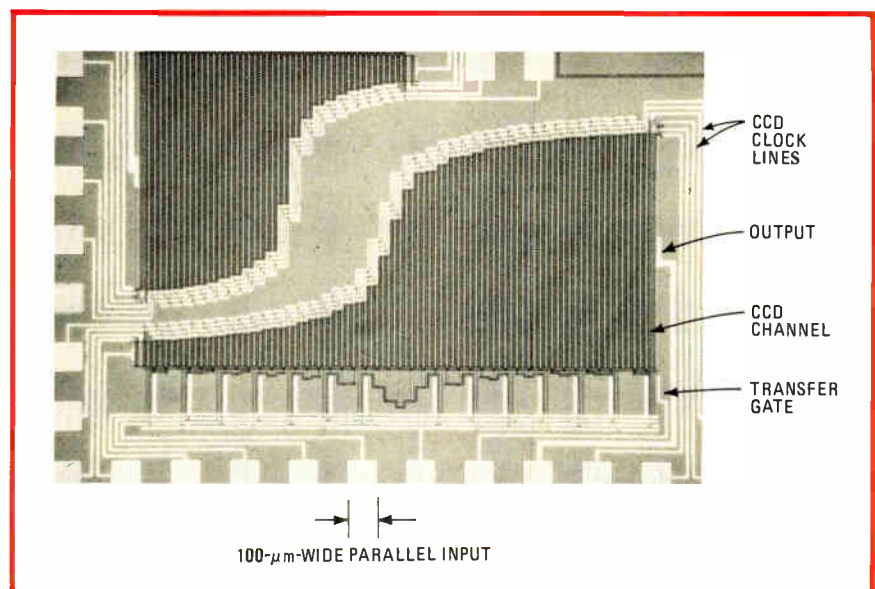 CCD
CLOCK
LINES
OUTPUT
CCD
CHANNEL
TRANSFER
GATE
100-μm-WIDE PARALLEL INPUT